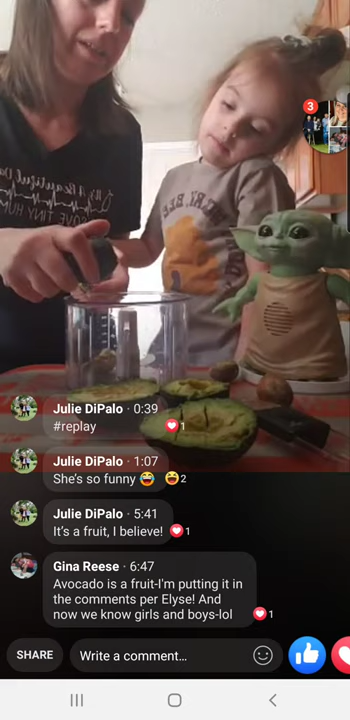 3
Julie DiPalo · 0:39
#replay
1
Julie DiPalo · 1:07
She's so funny 😂
2
Julie DiPalo · 5:41
It's a fruit, I believe!
1
Gina Reese · 6:47
Avocado is a fruit-I'm putting it in
the comments per Elyse! And
now we know girls and boys-lol
1
SHARE
Write a comment...